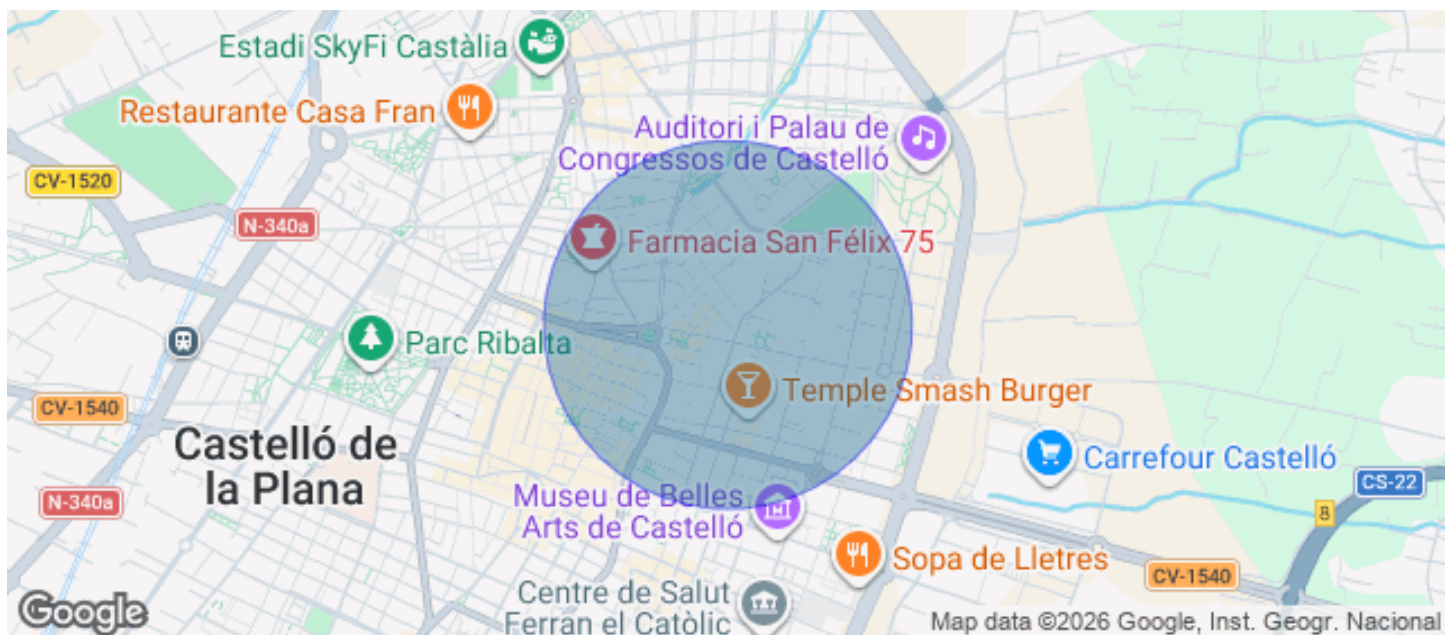 Estadi SkyFi Castàlia
Restaurante Casa Fran
Auditori i Palau de
Congressos de Castelló
CV-1520
N-340a
Farmacia San Félix 75
Parc Ribalta
Temple Smash Burger
CV-1540
Castelló de
la Plana
Carrefour Castelló
CS-22
N-340a
Museu de Belles
Arts de Castelló
8
Sopa de Lletres
CV-1540
Centre de Salut
Ferran el Catòlic
Google
Map data ©2026 Google, Inst. Geogr. Nacional